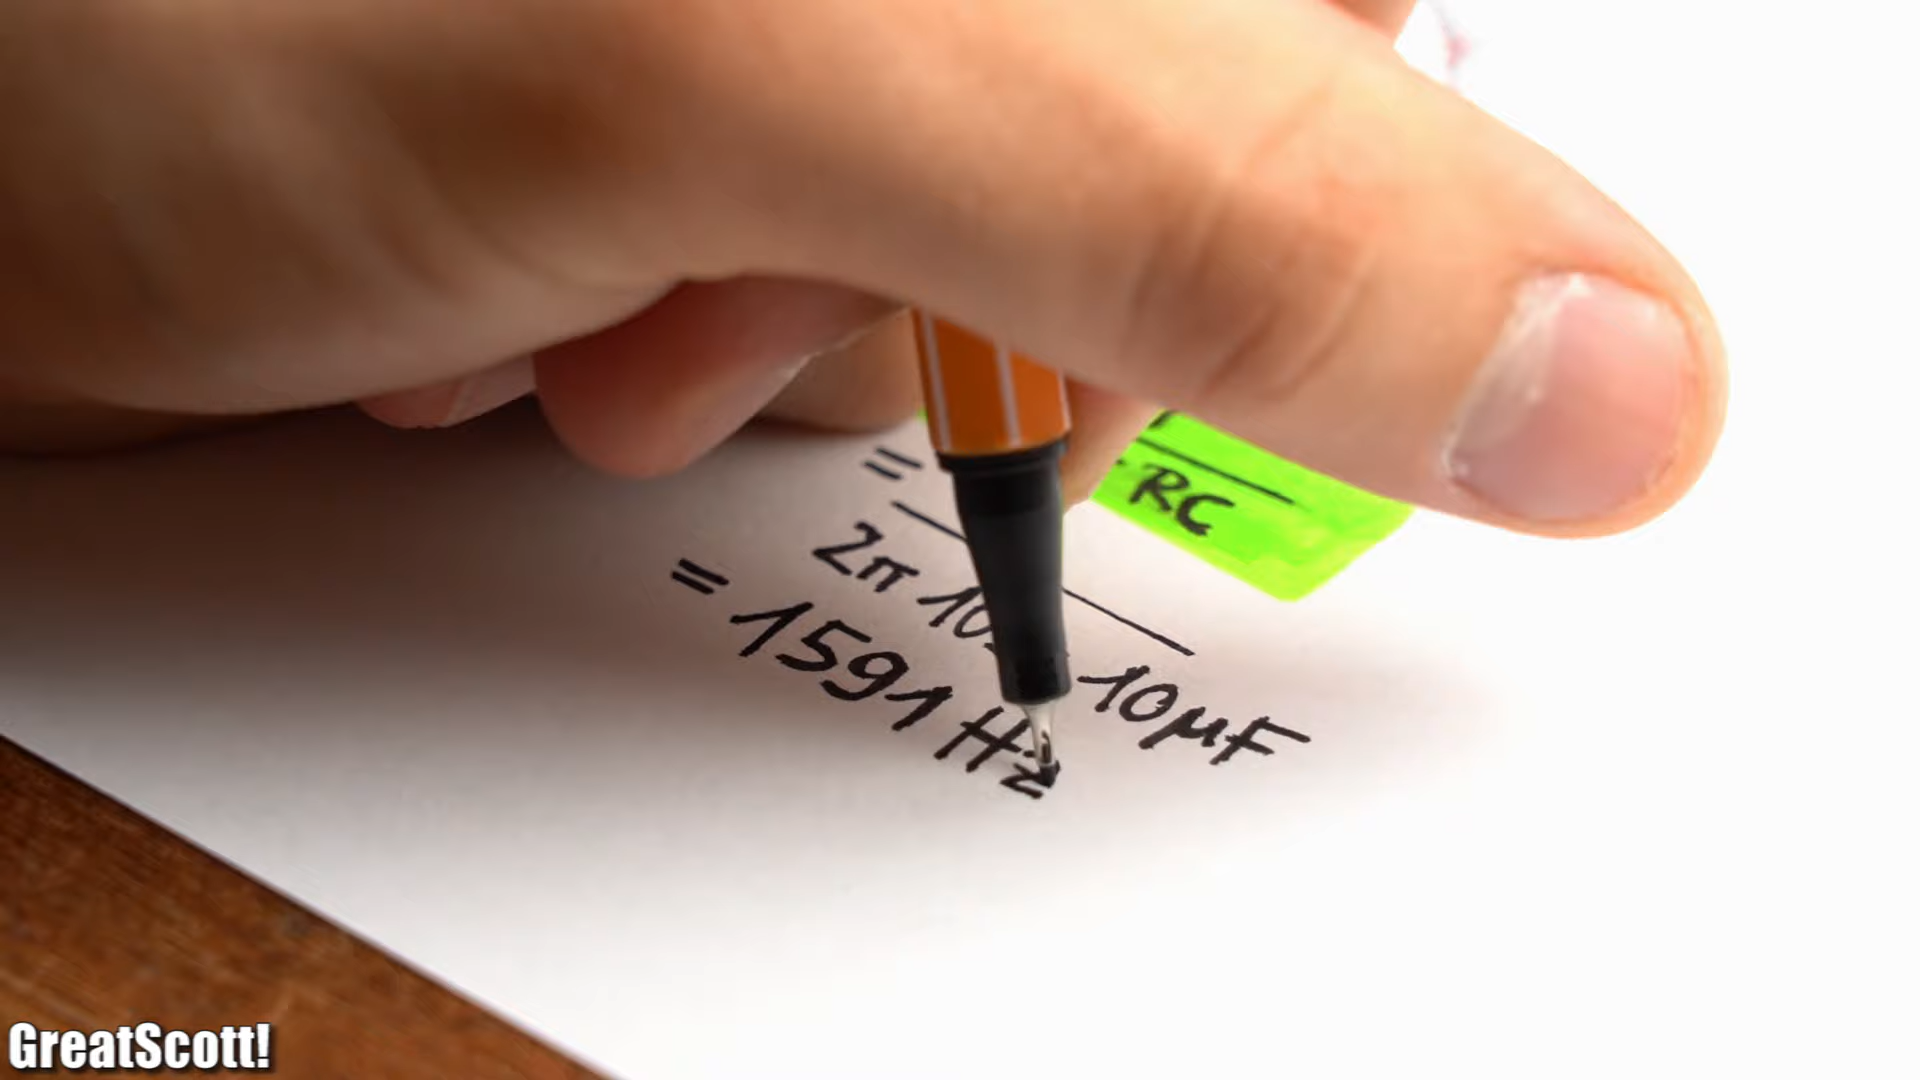 RC
=
2π 10 10µF
= 1591 Hz
GreatScott!